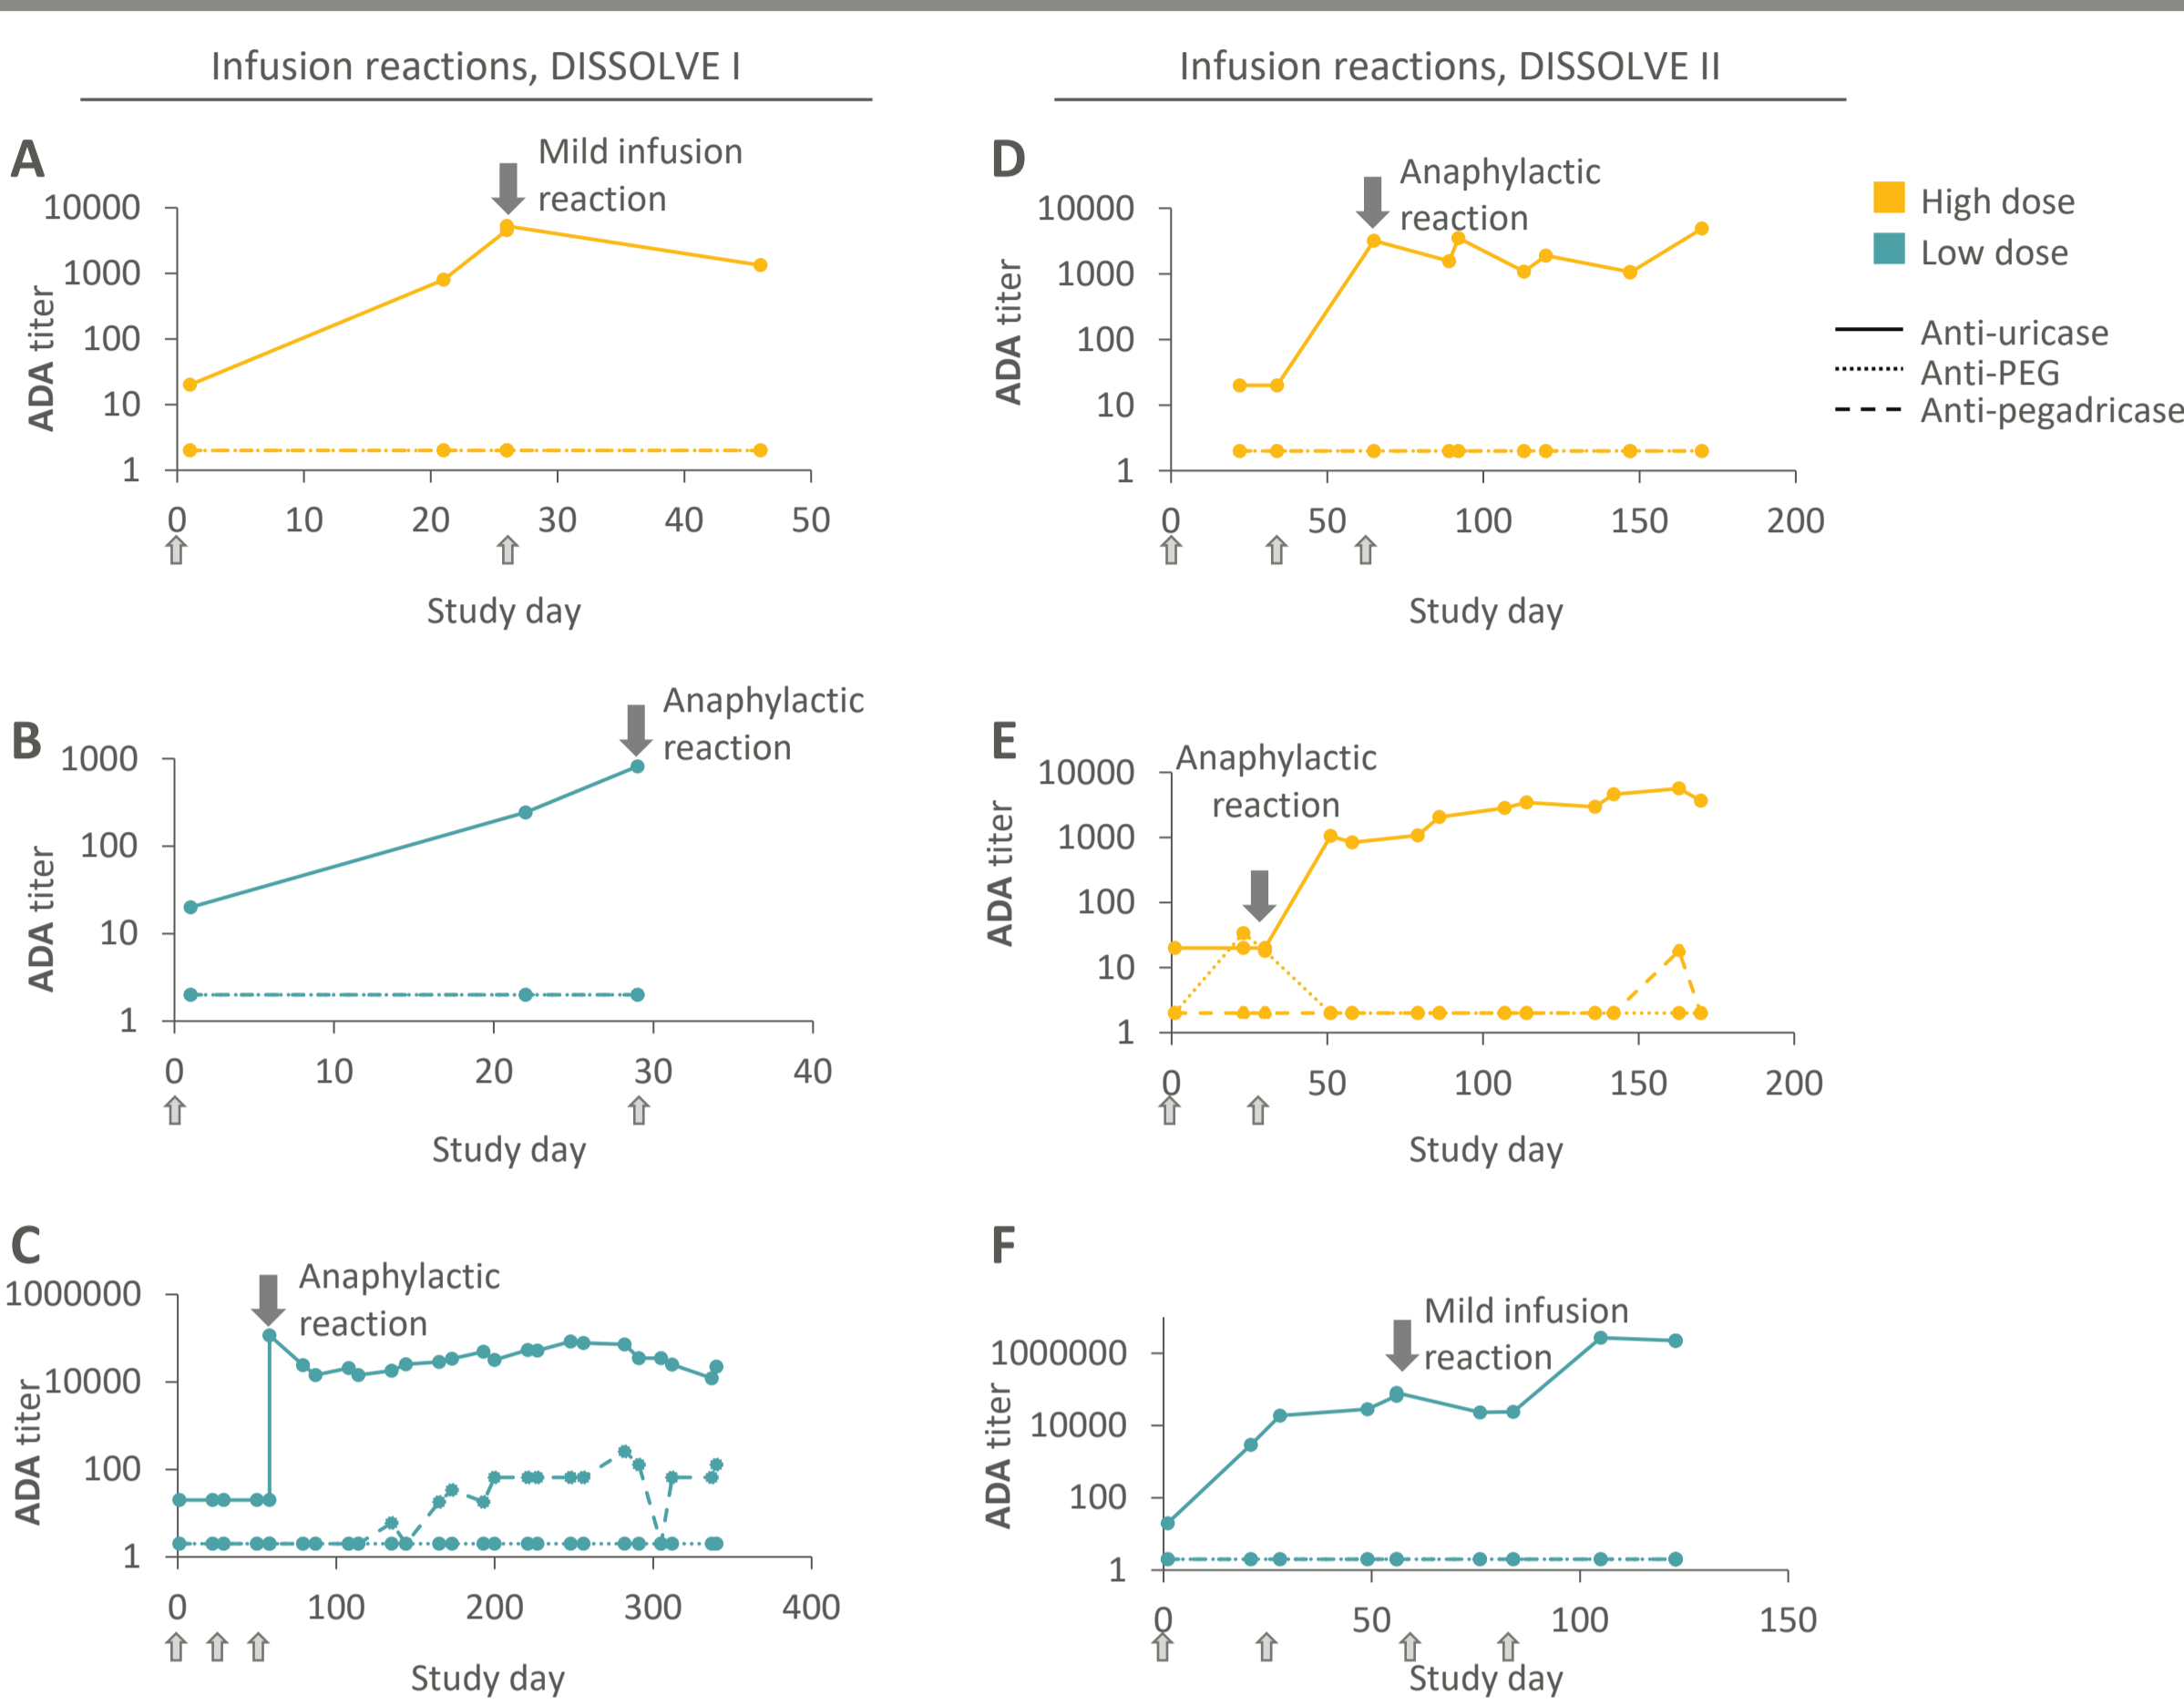 Infusion reactions, DISSOLVE I
A
Mild infusion
reaction
ADA titer
10000
1000
100
10
1
0 10 20 30 40 50
Study day
B
Anaphylactic
reaction
ADA titer
1000
100
10
1
0 10 20 30 40
Study day
C
Anaphylactic
reaction
ADA titer
1000000
10000
100
1
0 100 200 300 400
Study day
Infusion reactions, DISSOLVE II
D
Anaphylactic
reaction
ADA titer
10000
1000
100
10
1
0 50 100 150 200
Study day
E
Anaphylactic
reaction
ADA titer
10000
1000
100
10
1
0 50 100 150 200
Study day
F
Mild infusion
reaction
ADA titer
1000000
10000
100
1
0 50 100 150
Study day
High dose
Low dose
Anti-uricase
Anti-PEG
Anti-pegadricase